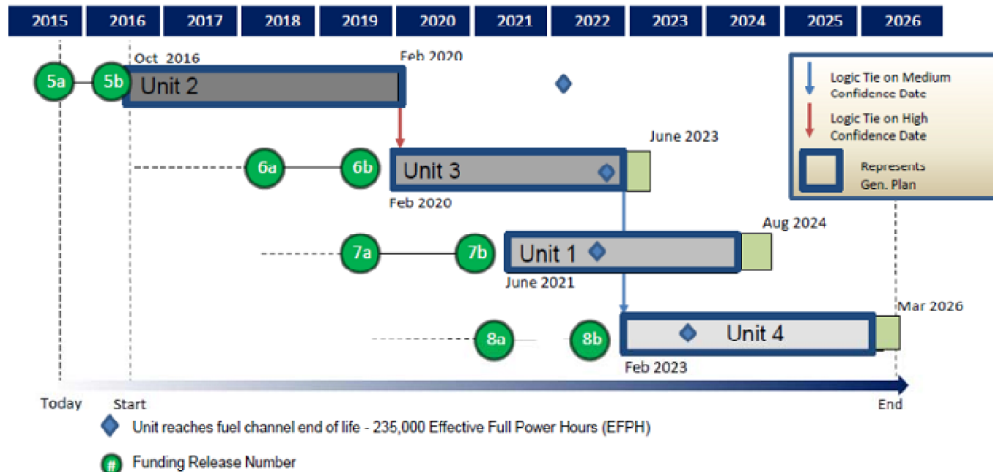 2015 2016 2017 2018 2019 2020 2021 2022 2023 2024 2025 2026
Oct 2016
Feb 2020
5a 5b Unit 2
Logic Tie on Medium
Confidence Date
Logic Tie on High
Confidence Date
Represents
Gen. Plan
June 2023
6a 6b Unit 3
Feb 2020
Aug 2024
7a 7b Unit 1
June 2021
Mar 2026
8a 8b Unit 4
Feb 2023
Today Start End
Unit reaches fuel channel end of life - 235,000 Effective Full Power Hours (EFPH)
# Funding Release Number